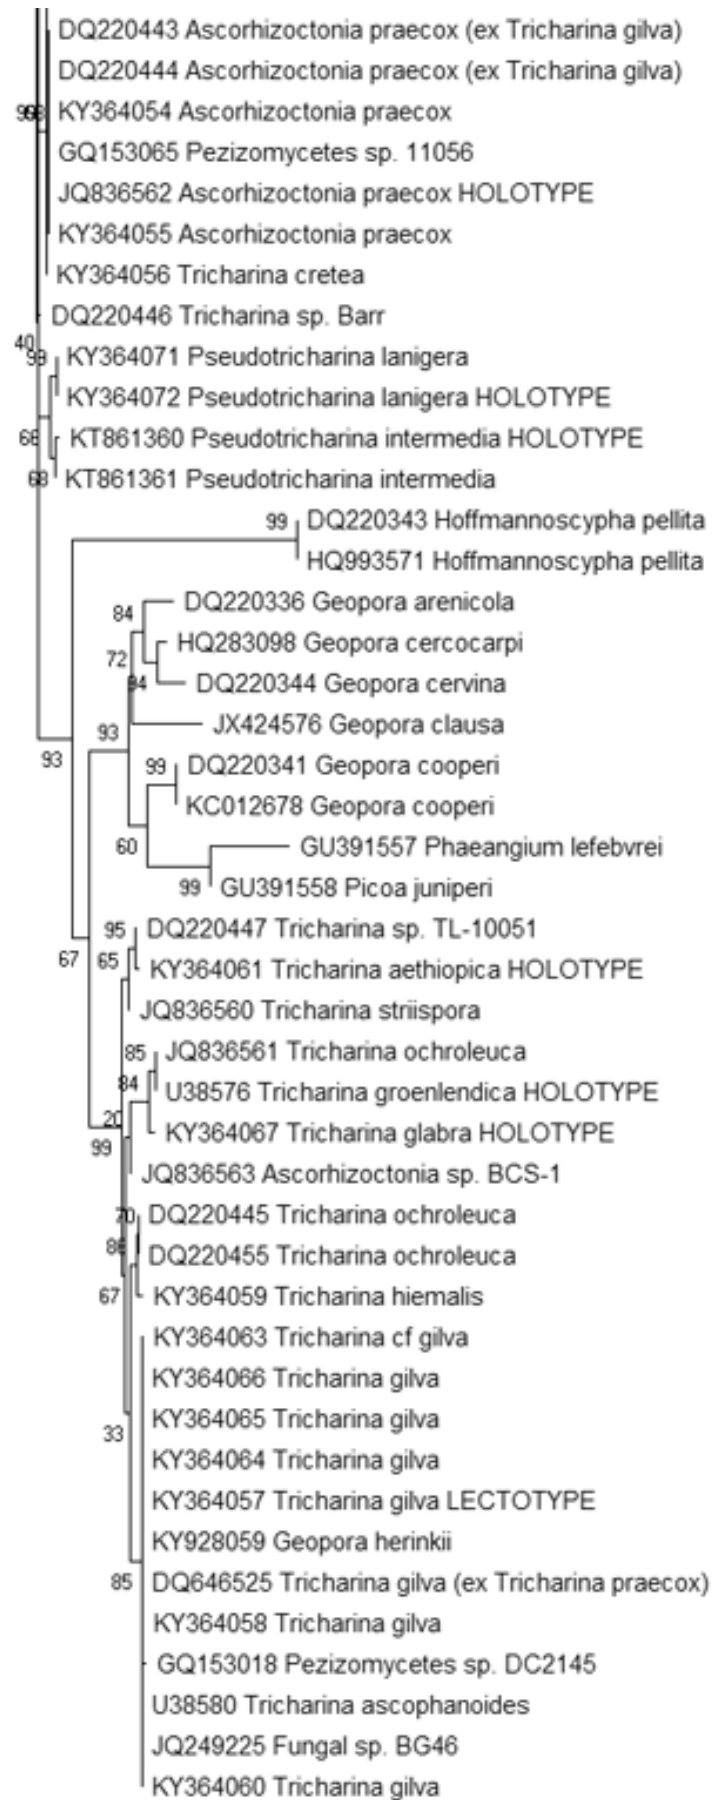 DQ220443 Ascorhizoctonia praecox (ex Tricharina gilva)
DQ220444 Ascorhizoctonia praecox (ex Tricharina gilva)
KY364054 Ascorhizoctonia praecox
GQ153065 Pezizomycetes sp. 11056
JQ836562 Ascorhizoctonia praecox HOLOTYPE
KY364055 Ascorhizoctonia praecox
KY364056 Tricharina cretea
DQ220446 Tricharina sp. Barr
40
99 KY364071 Pseudotricharina lanigera
KY364072 Pseudotricharina lanigera HOLOTYPE
66 KT861360 Pseudotricharina intermedia HOLOTYPE
68 KT861361 Pseudotricharina intermedia
99 DQ220343 Hoffmannoscypha pellita
HQ993571 Hoffmannoscypha pellita
84 DQ220336 Geopora arenicola
HQ283098 Geopora cercocarpi
72
94 DQ220344 Geopora cervina
JX424576 Geopora clausa
93
93
99 DQ220341 Geopora cooperi
KC012678 Geopora cooperi
60 GU391557 Phaeangium lefebvrei
99 GU391558 Picoa juniperi
95 DQ220447 Tricharina sp. TL-10051
67 65 KY364061 Tricharina aethiopica HOLOTYPE
JQ836560 Tricharina striispora
85 JQ836561 Tricharina ochroleuca
84 U38576 Tricharina groenlendica HOLOTYPE
20 KY364067 Tricharina glabra HOLOTYPE
99
JQ836563 Ascorhizoctonia sp. BCS-1
70 DQ220445 Tricharina ochroleuca
DQ220455 Tricharina ochroleuca
67 KY364059 Tricharina hiemalis
KY364063 Tricharina cf gilva
KY364066 Tricharina gilva
KY364065 Tricharina gilva
33 KY364064 Tricharina gilva
KY364057 Tricharina gilva LECTOTYPE
KY928059 Geopora herinkii
85 DQ646525 Tricharina gilva (ex Tricharina praecox)
KY364058 Tricharina gilva
GQ153018 Pezizomycetes sp. DC2145
U38580 Tricharina ascophanoides
JQ249225 Fungal sp. BG46
KY364060 Tricharina gilva